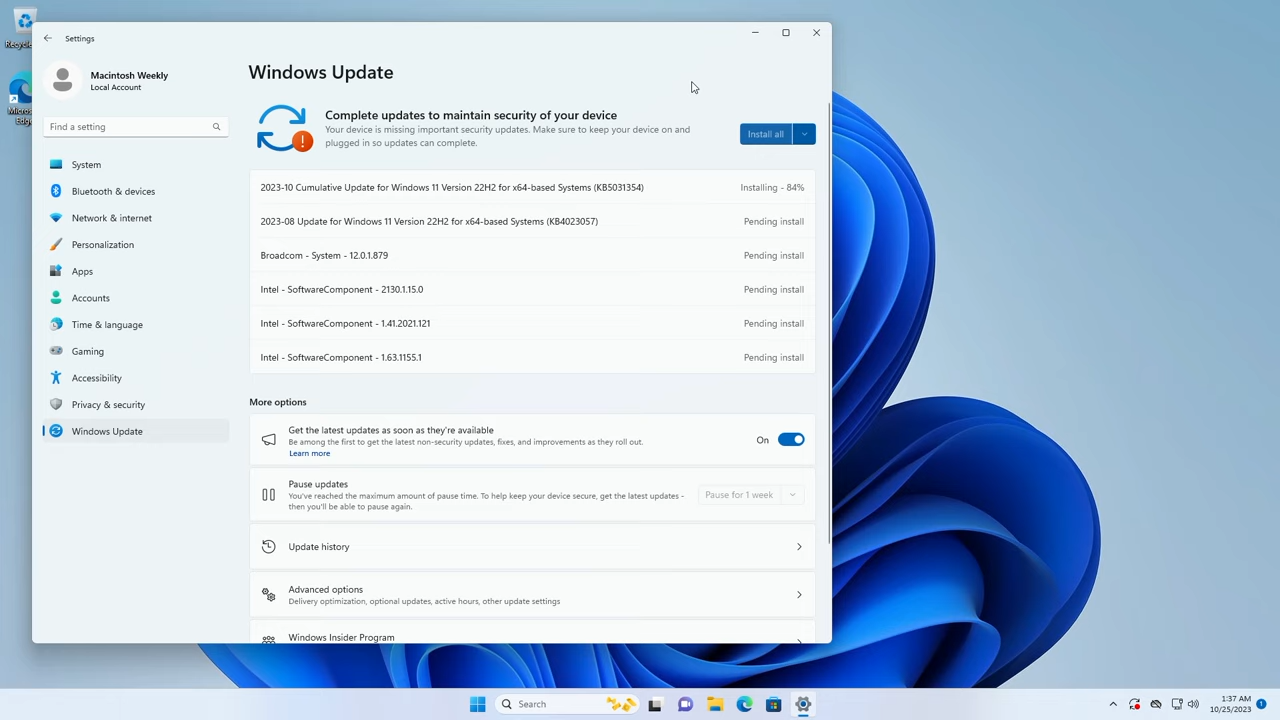 Recycle
Microsoft
Edge
Settings
Macintosh Weekly
Local Account
Find a setting
System
Bluetooth & devices
Network & internet
Personalization
Apps
Accounts
Time & language
Gaming
Accessibility
Privacy & security
Windows Update
Windows Update
Complete updates to maintain security of your device
Your device is missing important security updates. Make sure to keep your device on and
plugged in so updates can complete.
Install all
2023-10 Cumulative Update for Windows 11 Version 22H2 for x64-based Systems (KB5031354) Installing - 84%
2023-08 Update for Windows 11 Version 22H2 for x64-based Systems (KB4023057) Pending install
Broadcom - System - 12.0.1.879 Pending install
Intel - SoftwareComponent - 2130.1.15.0 Pending install
Intel - SoftwareComponent - 1.41.2021.121 Pending install
Intel - SoftwareComponent - 1.63.1155.1 Pending install
More options
Get the latest updates as soon as they're available
Be among the first to get the latest non-security updates, fixes, and improvements as they roll out.
Learn more
On
Pause updates
You've reached the maximum amount of pause time. To help keep your device secure, get the latest updates -
then you'll be able to pause again.
Pause for 1 week
Update history
Advanced options
Delivery optimization, optional updates, active hours, other update settings
Windows Insider Program
Search
1:37 AM
10/25/2023
1